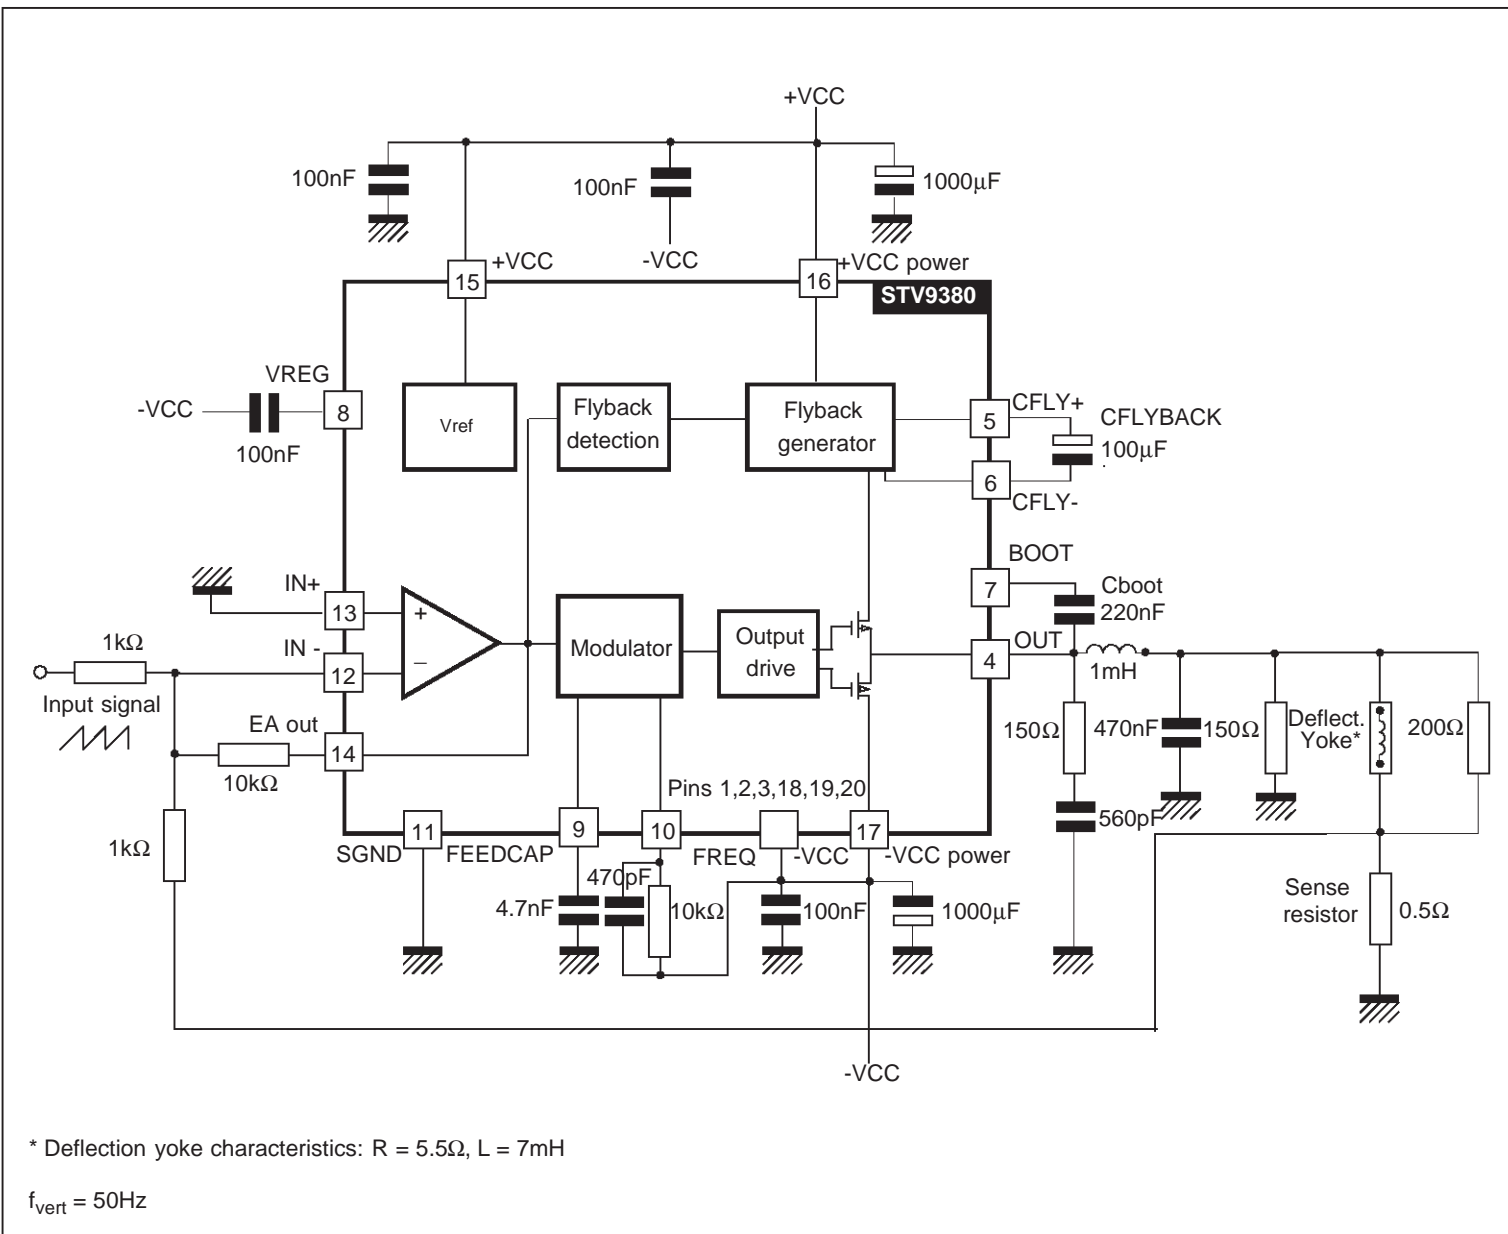 +VCC
100nF
100nF
1000μF
+VCC
-VCC
+VCC power
15
16
STV9380
VREG
-VCC
8
100nF
Vref
Flyback
detection
Flyback
generator
CFLY+
5
CFLYBACK
100μF
6
CFLY-
BOOT
7
Cboot
220nF
IN+
13
+
1kΩ
IN -
12
−
Input signal
EA out
14
10kΩ
Modulator
Output
drive
OUT
4
1mH
150Ω
470nF
150Ω
Deflect.
Yoke*
200Ω
560pF
1kΩ
Pins 1,2,3,18,19,20
11
9
10
17
SGND
FEEDCAP
FREQ
-VCC
-VCC power
470pF
4.7nF
10kΩ
100nF
1000μF
Sense
resistor
0.5Ω
-VCC
* Deflection yoke characteristics: R = 5.5Ω, L = 7mH
fvert = 50Hz